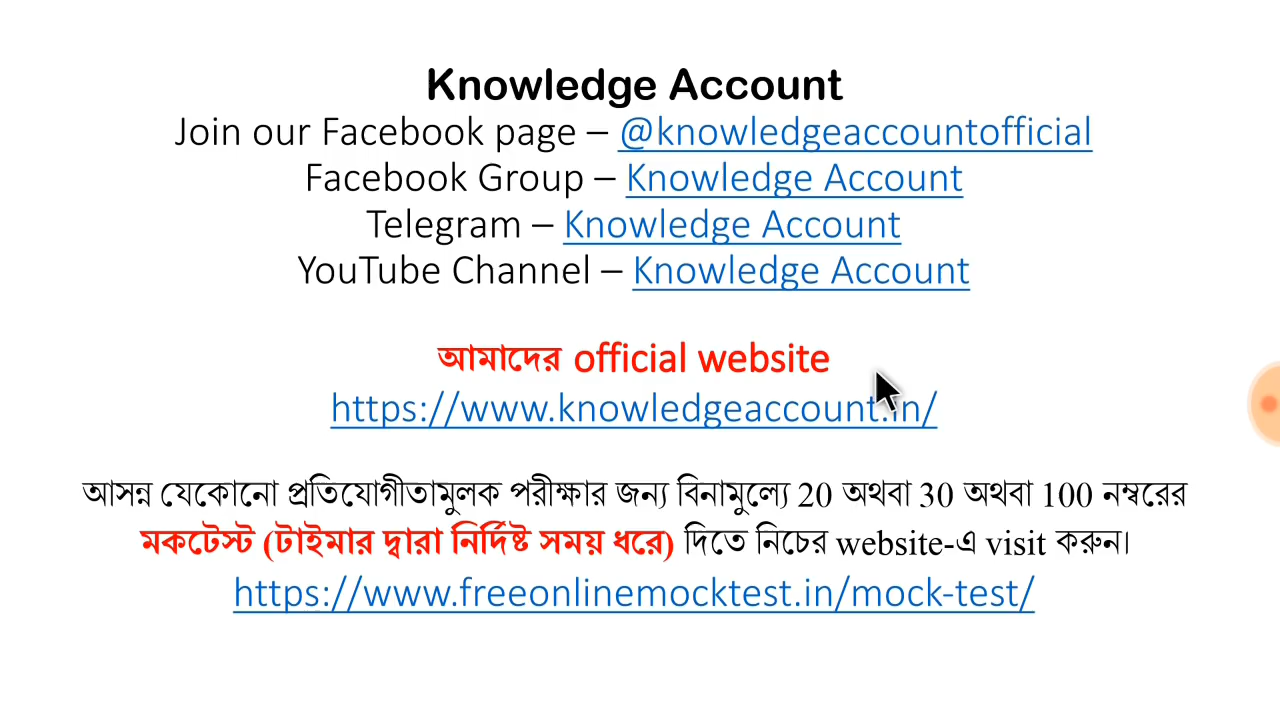 Knowledge Account
Join our Facebook page – @knowledgeaccountofficial
Facebook Group – Knowledge Account
Telegram – Knowledge Account
YouTube Channel – Knowledge Account
আমাদের official website
https://www.knowledgeaccount.in/
আসন্ন যেকোনো প্রতিযোগীতামুলক পরীক্ষার জন্য বিনামুল্যে 20 অথবা 30 অথবা 100 নম্বরের
মকটেস্ট (টাইমার দ্বারা নির্দিষ্ট সময় ধরে) দিতে নিচের website-এ visit করুন।
https://www.freeonlinemocktest.in/mock-test/